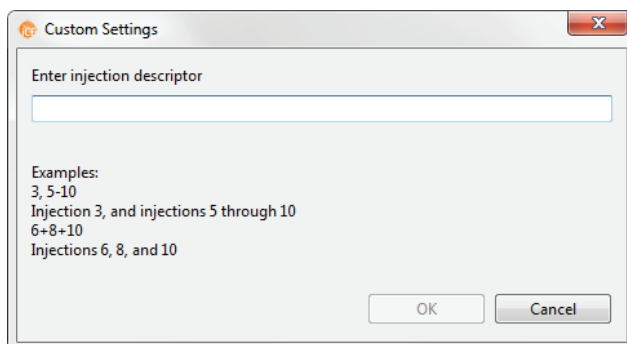 Custom Settings
Enter injection descriptor
Examples:
3, 5-10
Injection 3, and injections 5 through 10
6+8+10
Injections 6, 8, and 10
OK
Cancel